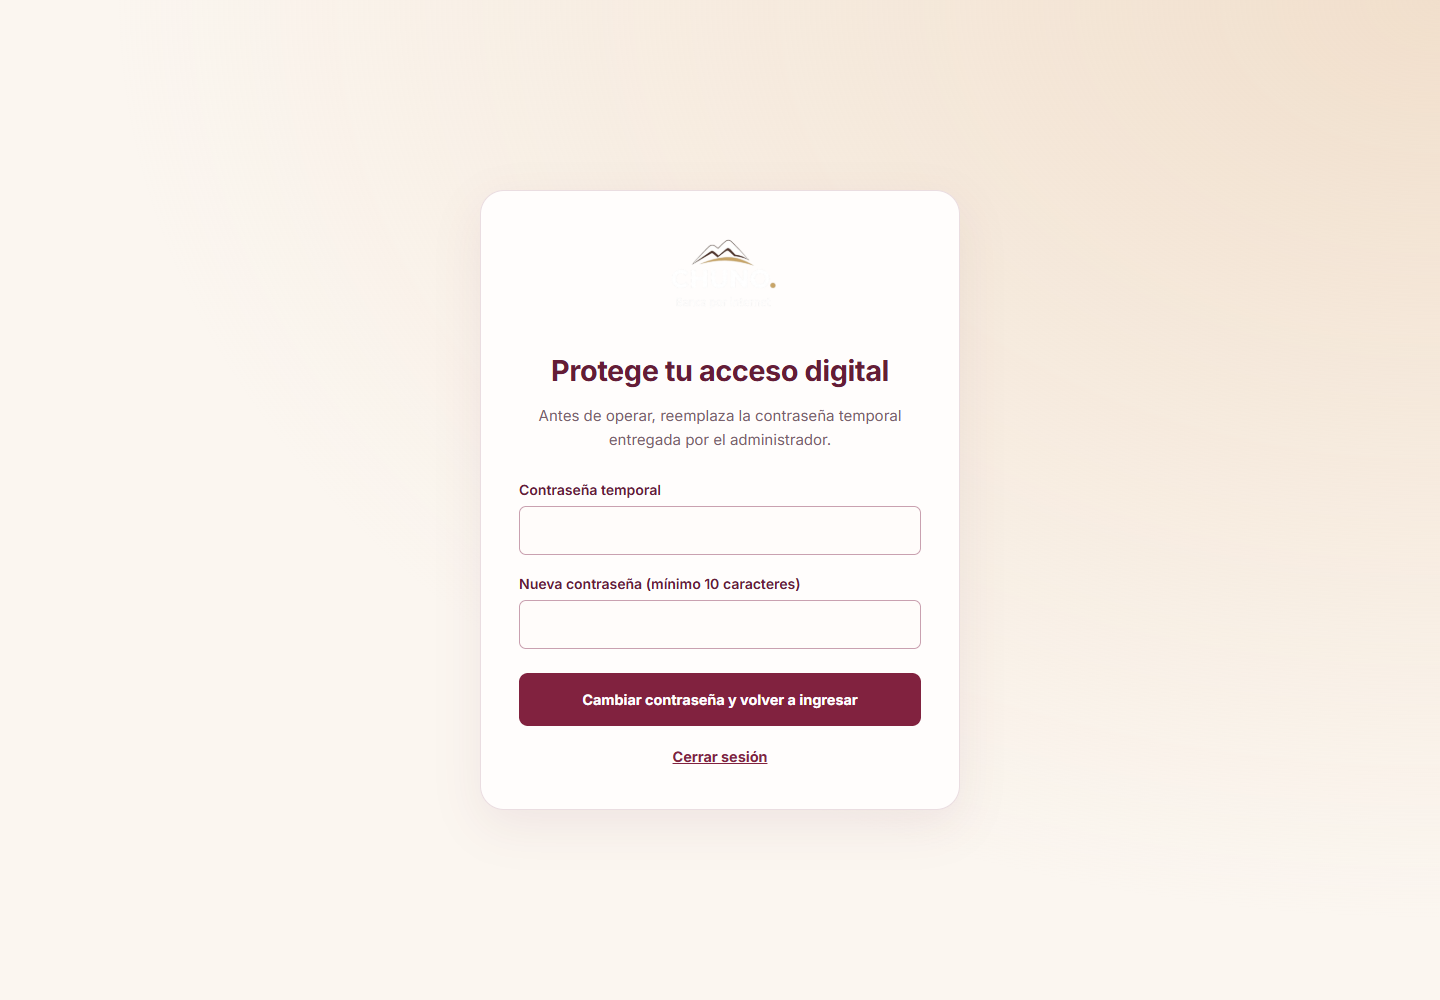 Protege tu acceso digital
Antes de operar, reemplaza la contraseña temporal
entregada por el administrador.
Contraseña temporal
Nueva contraseña (mínimo 10 caracteres)
Cambiar contraseña y volver a ingresar
Cerrar sesión